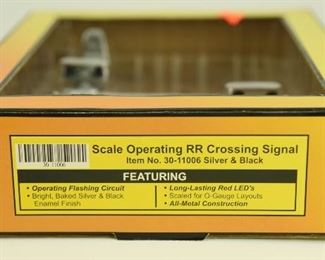 Scale Operating RR Crossing Signal
30 11006
Item No. 30-11006 Silver & Black
FEATURING
• Operating Flashing Circuit
• Bright, Baked Silver & Black
Enamel Finish
• Long-Lasting Red LED's
• Scaled for O-Gauge Layouts
• All-Metal Construction